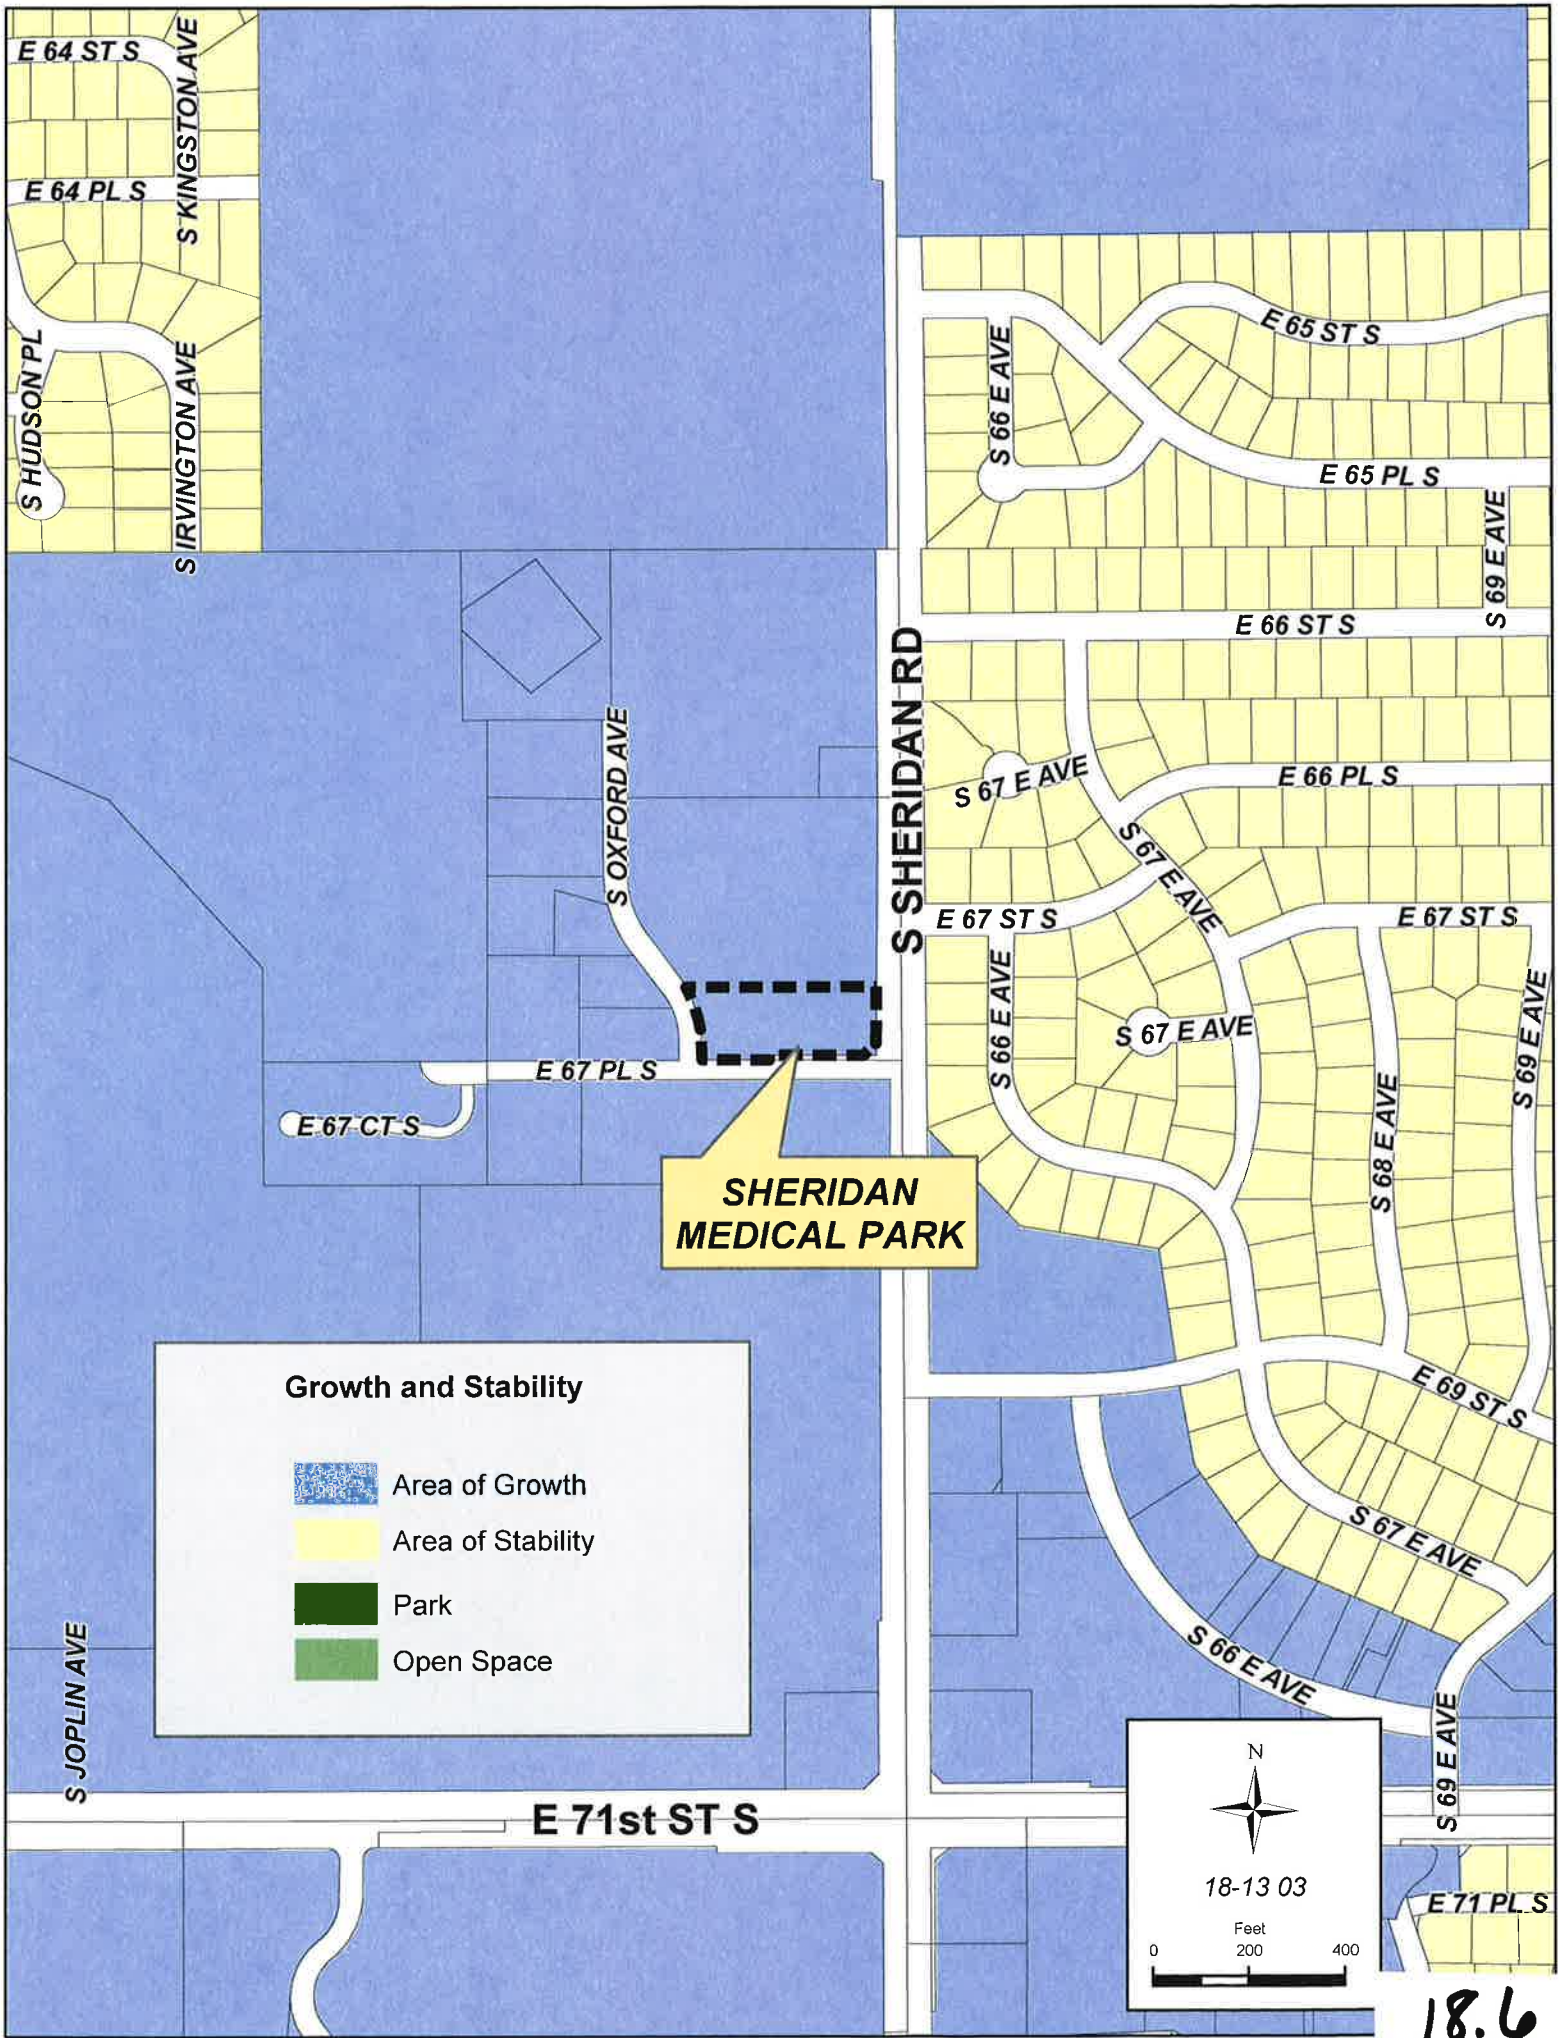 E 64 ST S
S KINGSTON AVE
E 64 PL S
S HUDSON PL
S IRVINGTON AVE
E 65 ST S
S 66 E AVE
E 65 PL S
S 69 E AVE
E 66 ST S
S SHERIDAN RD
S OXFORD AVE
S 67 E AVE
E 66 PL S
S 67 E AVE
E 67 ST S
E 67 ST S
S 66 E AVE
S 67 E AVE
S 69 E AVE
E 67 PL S
E 67 CT S
S 68 E AVE
SHERIDAN
MEDICAL PARK
E 69 ST S
Growth and Stability
Area of Growth
Area of Stability
Park
Open Space
S 67 E AVE
S 66 E AVE
S JOPLIN AVE
S 69 E AVE
E 71st ST S
N
18-13 03
Feet
0 200 400
E 71 PL S
18.6